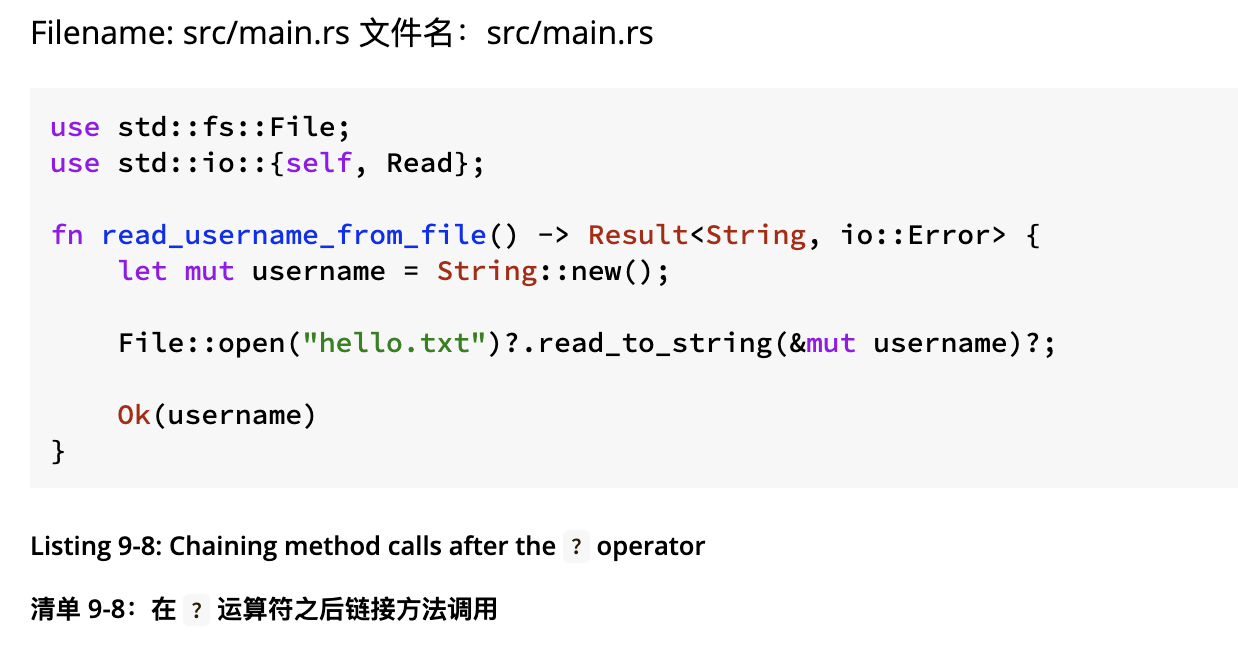 Filename: src/main.rs 文件名：src/main.rs
use std::fs::File;
use std::io::{self, Read};
fn read_username_from_file() -> Result<String, io::Error> {
    let mut username = String::new();
    File::open("hello.txt")?.read_to_string(&mut username)?;
    Ok(username)
}
Listing 9-8: Chaining method calls after the ? operator
清单 9-8：在 ? 运算符之后链接方法调用